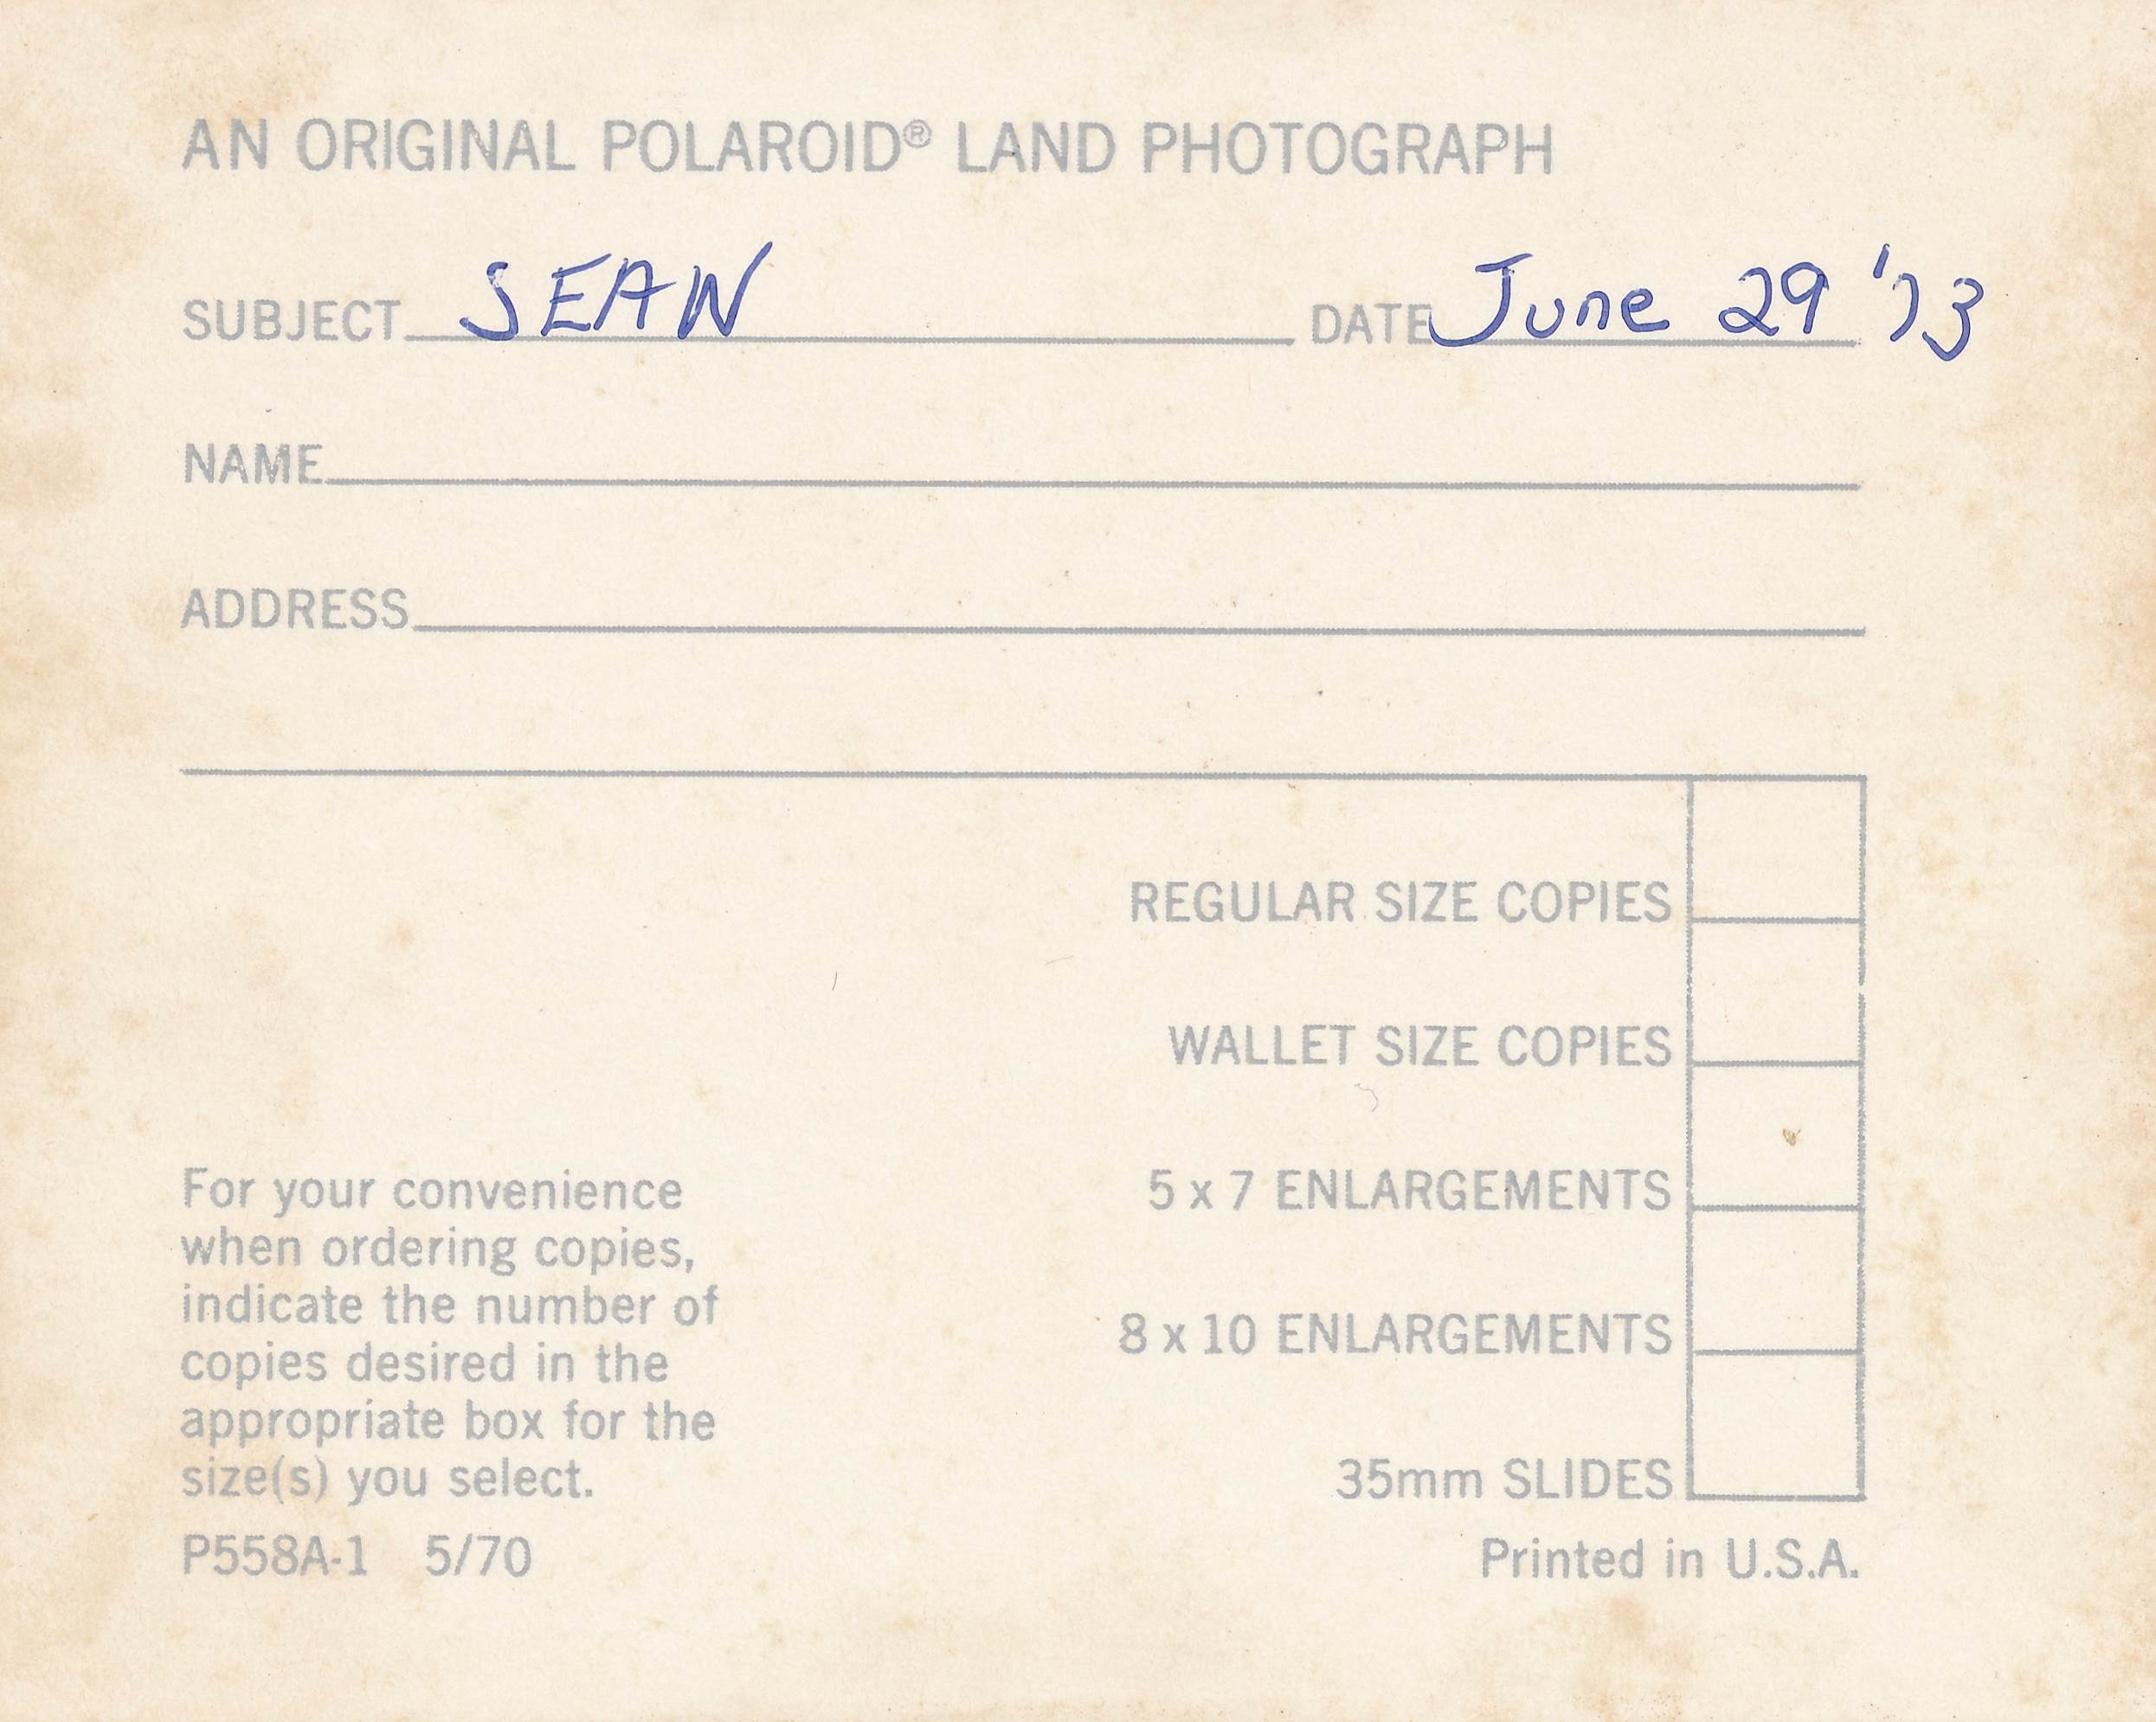 AN ORIGINAL POLAROID® LAND PHOTOGRAPH
SUBJECT SEAN DATE June 29 '73
NAME
ADDRESS
REGULAR SIZE COPIES
WALLET SIZE COPIES
5 x 7 ENLARGEMENTS
8 x 10 ENLARGEMENTS
35mm SLIDES
For your convenience
when ordering copies,
indicate the number of
copies desired in the
appropriate box for the
size(s) you select.
P558A-1 5/70
Printed in U.S.A.